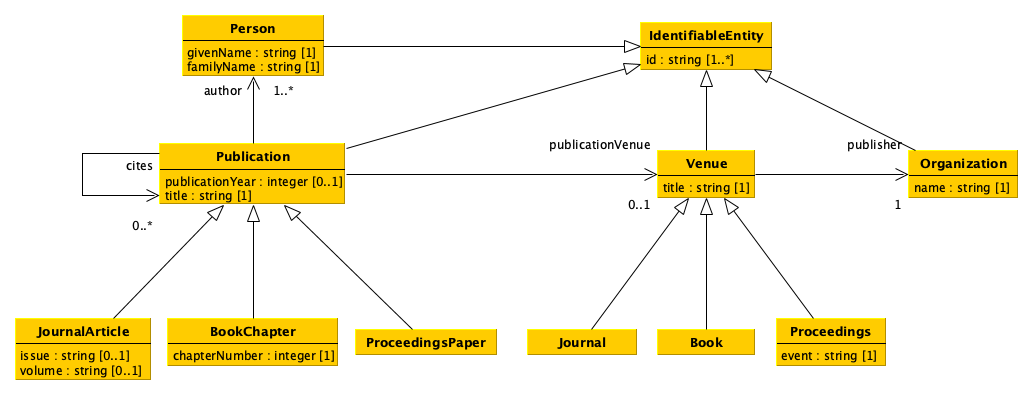 Person
givenName : string [1]
familyName : string [1]
IdentifiableEntity
id : string [1..*]
author
1..*
Publication
publicationYear : integer [0..1]
title : string [1]
cites
0..*
publicationVenue
0..1
Venue
title : string [1]
publisher
1
Organization
name : string [1]
JournalArticle
issue : string [0..1]
volume : string [0..1]
BookChapter
chapterNumber : integer [1]
ProceedingsPaper
Journal
Book
Proceedings
event : string [1]